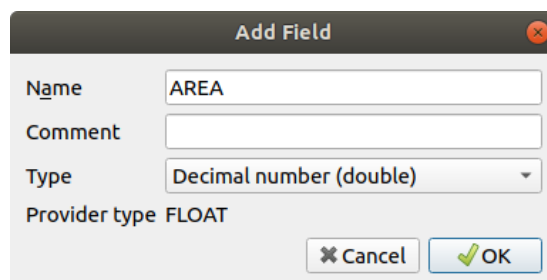 Add Field
Name AREA
Comment
Type Decimal number (double)
Provider type FLOAT
Cancel OK